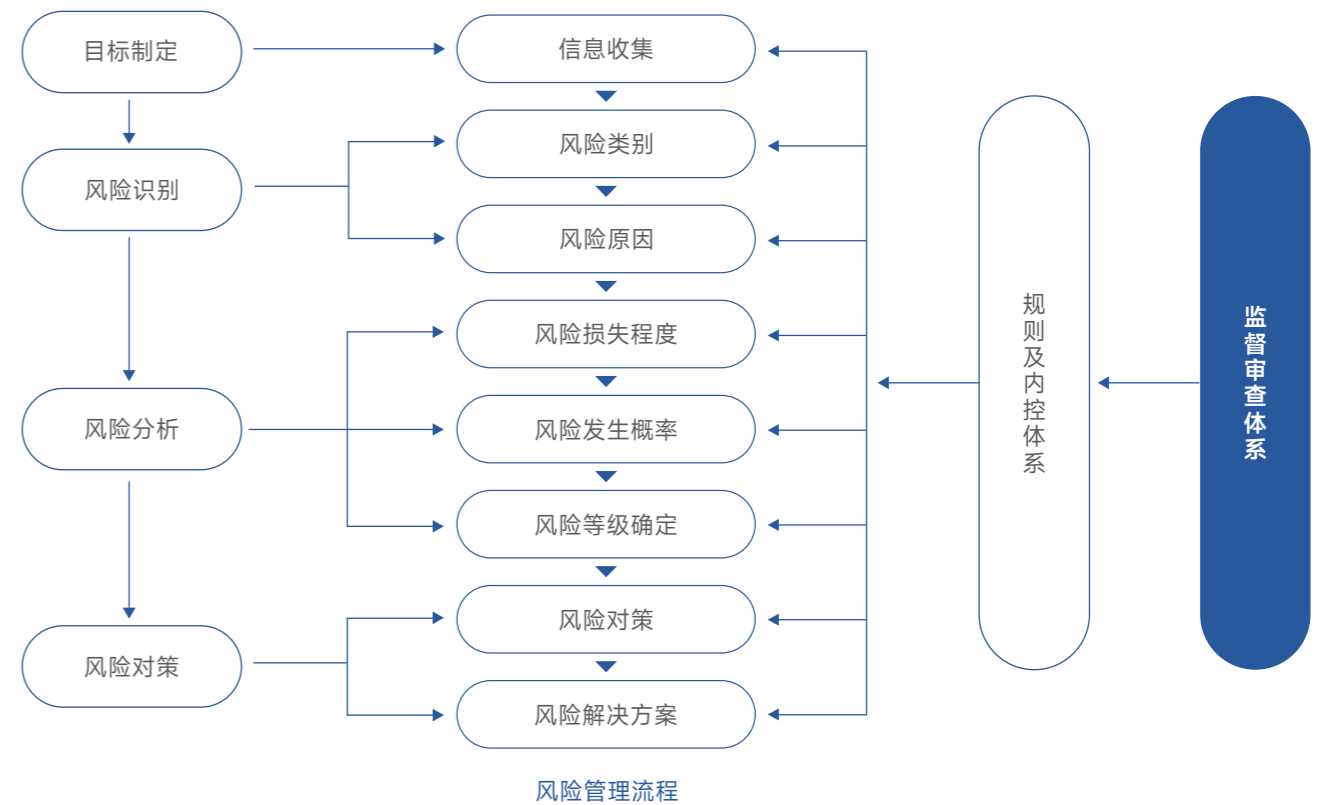 目标制定
信息收集
风险类别
风险识别
风险原因
风险损失程度
风险分析
风险发生概率
风险等级确定
风险对策
风险对策
风险解决方案
规则及内控体系
监督审查体系
风险管理流程